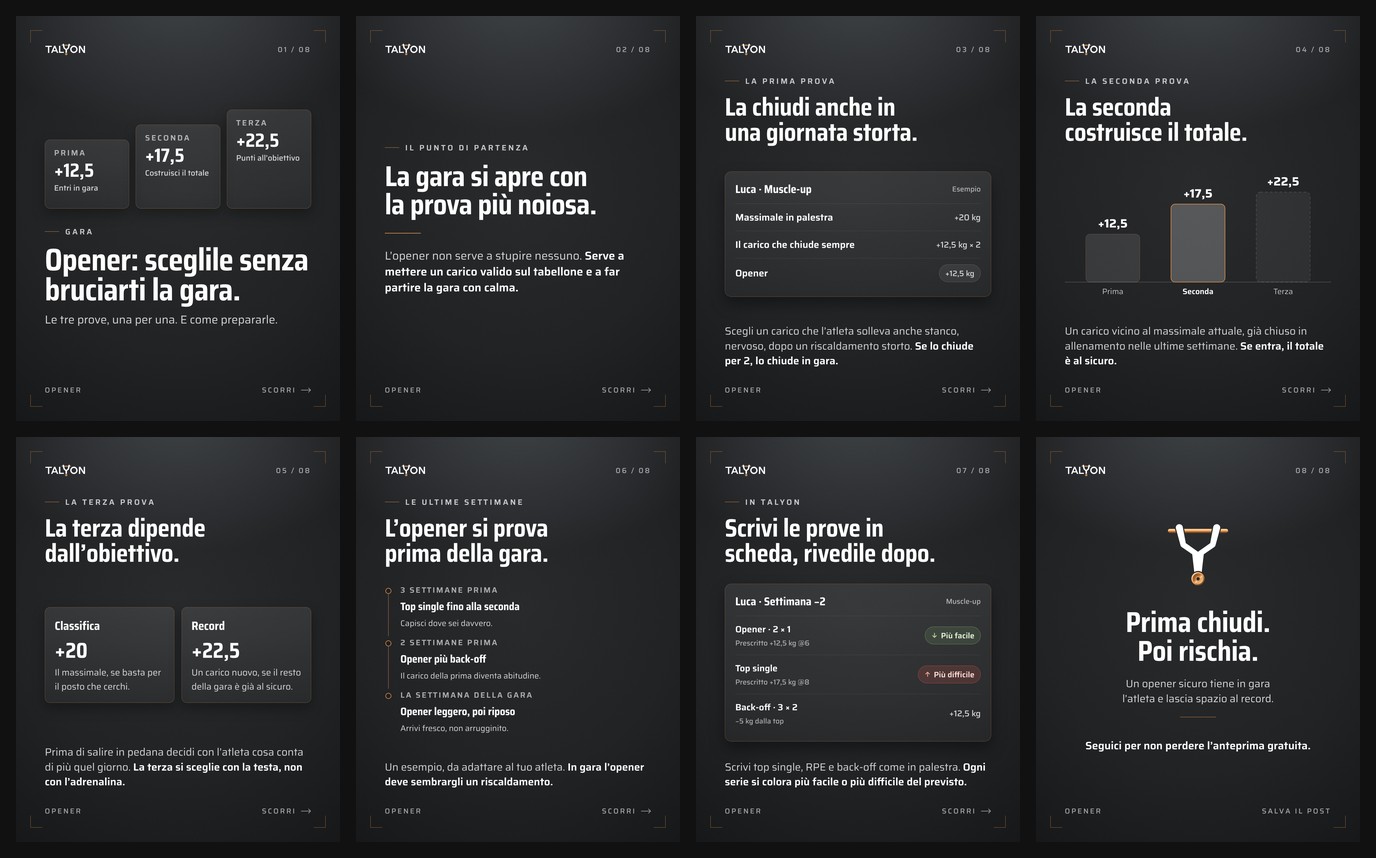 TALYON
01 / 08
PRIMA
+12,5
Entri in gara
SECONDA
+17,5
Costruisci il totale
TERZA
+22,5
Punti all'obiettivo
GARA
Opener: sceglile senza
bruciarti la gara.
Le tre prove, una per una. E come prepararle.
OPENER
SCORRI →
TALYON
02 / 08
IL PUNTO DI PARTENZA
La gara si apre con
la prova più noiosa.
L'opener non serve a stupire nessuno. Serve a
mettere un carico valido sul tabellone e a far
partire la gara con calma.
OPENER
SCORRI →
TALYON
03 / 08
LA PRIMA PROVA
La chiudi anche in
una giornata storta.
Luca · Muscle-up
Esempio
Massimale in palestra
+20 kg
Il carico che chiude sempre
+12,5 kg × 2
Opener
+12,5 kg
Scegli un carico che l'atleta solleva anche stanco,
nervoso, dopo un riscaldamento storto. Se lo chiude
per 2, lo chiude in gara.
OPENER
SCORRI →
TALYON
04 / 08
LA SECONDA PROVA
La seconda
costruisce il totale.
+12,5
+17,5
+22,5
Prima
Seconda
Terza
Un carico vicino al massimale attuale, già chiuso in
allenamento nelle ultime settimane. Se entra, il totale
è al sicuro.
OPENER
SCORRI →
TALYON
05 / 08
LA TERZA PROVA
La terza dipende
dall'obiettivo.
Classifica
+20
Il massimale, se basta per
il posto che cerchi.
Record
+22,5
Un carico nuovo, se il resto
della gara è già al sicuro.
Prima di salire in pedana decidi con l'atleta cosa conta
di più quel giorno. La terza si sceglie con la testa, non
con l'adrenalina.
OPENER
SCORRI →
TALYON
06 / 08
LE ULTIME SETTIMANE
L'opener si prova
prima della gara.
3 SETTIMANE PRIMA
Top single fino alla seconda
Capisci dove sei davvero.
2 SETTIMANE PRIMA
Opener più back-off
Il carico della prima diventa abitudine.
LA SETTIMANA DELLA GARA
Opener leggero, poi riposo
Arrivi fresco, non arrugginito.
Un esempio, da adattare al tuo atleta. In gara l'opener
deve sembrargli un riscaldamento.
OPENER
SCORRI →
TALYON
07 / 08
IN TALYON
Scrivi le prove in
scheda, rivedile dopo.
Luca · Settimana −2
Muscle-up
Opener · 2 × 1
Prescritto +12,5 kg @6
↓ Più facile
Top single
Prescritto +17,5 kg @8
↑ Più difficile
Back-off · 3 × 2
−5 kg dalla top
+12,5 kg
Scrivi top single, RPE e back-off come in palestra. Ogni
serie si colora più facile o più difficile del previsto.
OPENER
SCORRI →
TALYON
08 / 08
Prima chiudi.
Poi rischia.
Un opener sicuro tiene in gara
l'atleta e lascia spazio al record.
Seguici per non perdere l'anteprima gratuita.
OPENER
SALVA IL POST